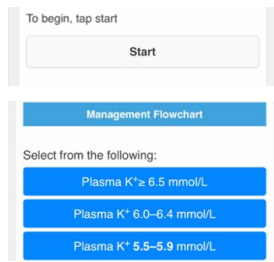 To begin, tap start
Start
Management Flowchart
Select from the following:
Plasma K⁺≥ 6.5 mmol/L
Plasma K⁺ 6.0–6.4 mmol/L
Plasma K⁺ 5.5–5.9 mmol/L